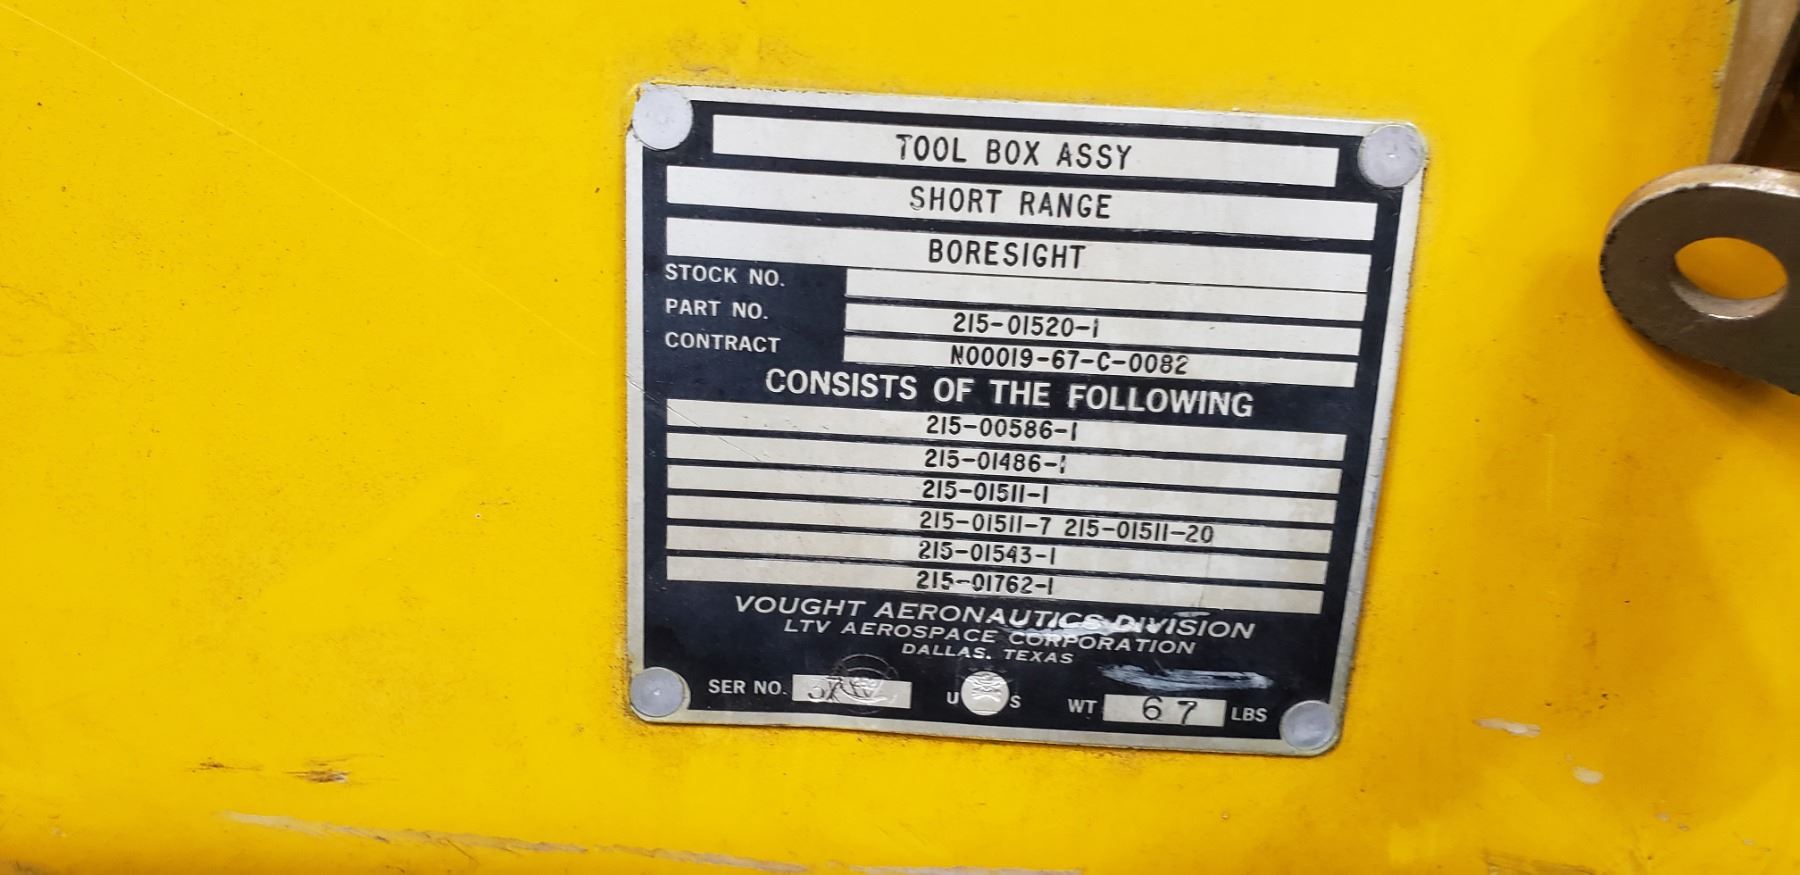 TOOL BOX ASSY
SHORT RANGE
BORESIGHT
STOCK NO.
PART NO. 215-01520-1
CONTRACT N00019-67-C-0082
CONSISTS OF THE FOLLOWING
215-00586-1
215-01486-1
215-01511-1
215-01511-7 215-01511-20
215-01543-1
215-01762-1
VOUGHT AERONAUTICS DIVISION
LTV AEROSPACE CORPORATION
DALLAS, TEXAS
SER NO. U S WT 67 LBS